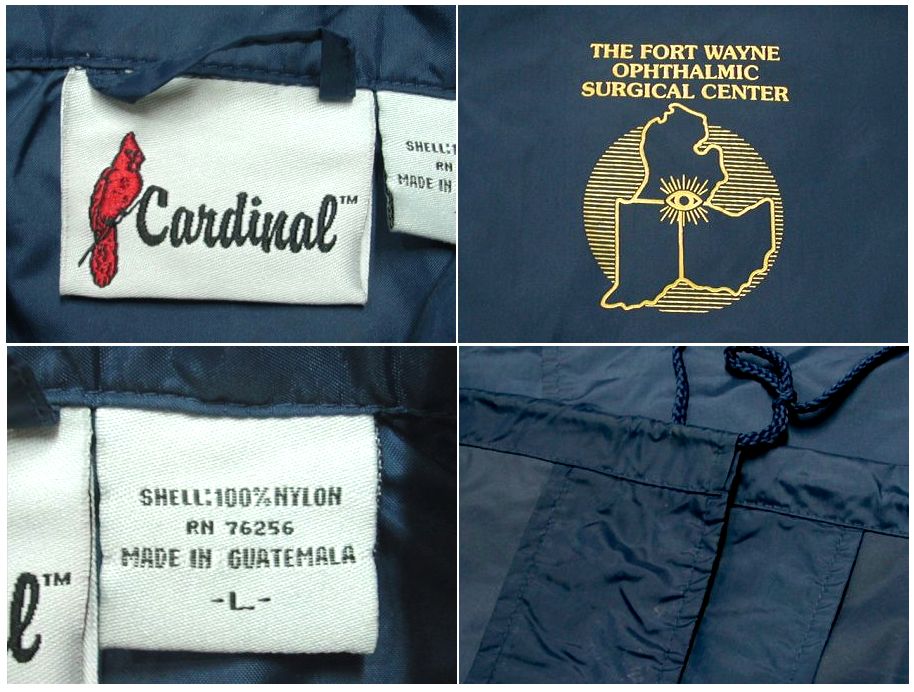 Cardinal™
SHELL:1
RN
MADE IN
THE FORT WAYNE
OPHTHALMIC
SURGICAL CENTER
SHELL:100%NYLON
RN 76256
MADE IN GUATEMALA
-L-
l™